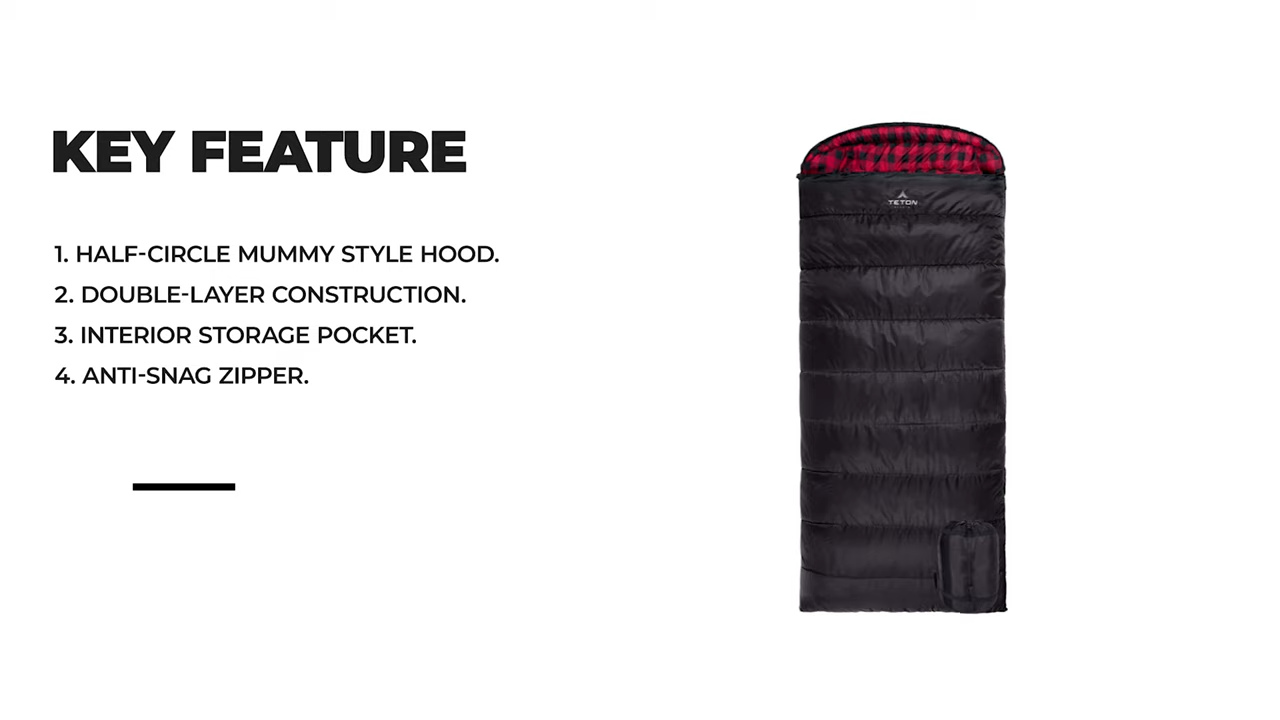 KEY FEATURE
1. HALF-CIRCLE MUMMY STYLE HOOD.
2. DOUBLE-LAYER CONSTRUCTION.
3. INTERIOR STORAGE POCKET.
4. ANTI-SNAG ZIPPER.
TETON